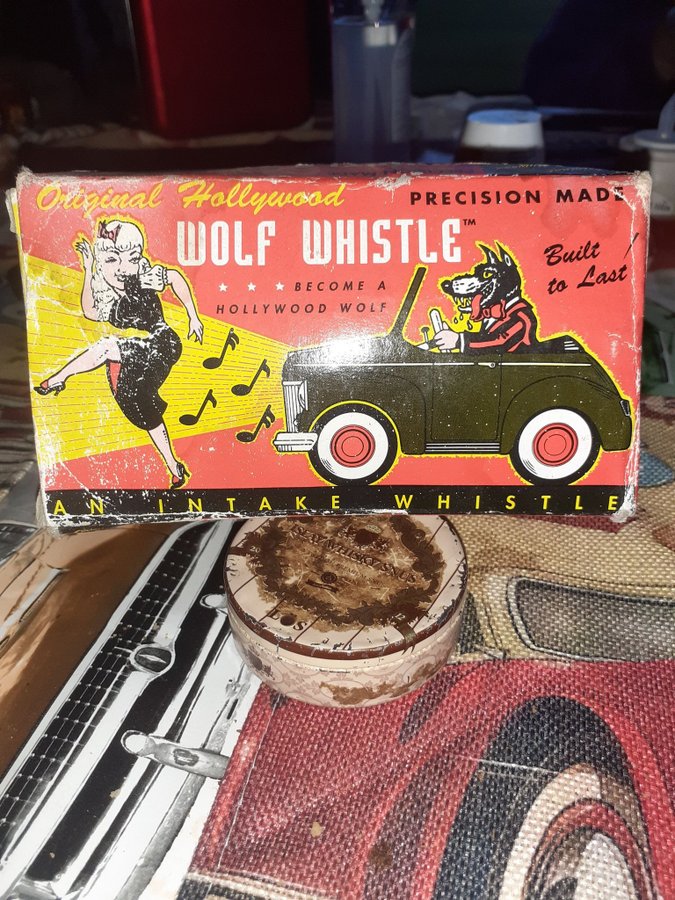 Original Hollywood
PRECISION MADE
WOLF WHISTLE™
Built
to Last
★ ★ ★ BECOME A
HOLLYWOOD WOLF
AN INTAKE WHISTLE